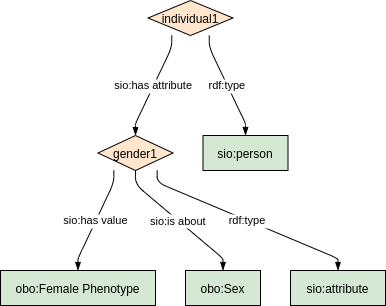 individual1
sio:has attribute
rdf:type
gender1
sio:person
sio:has value
sio:is about
rdf:type
obo:Female Phenotype
obo:Sex
sio:attribute